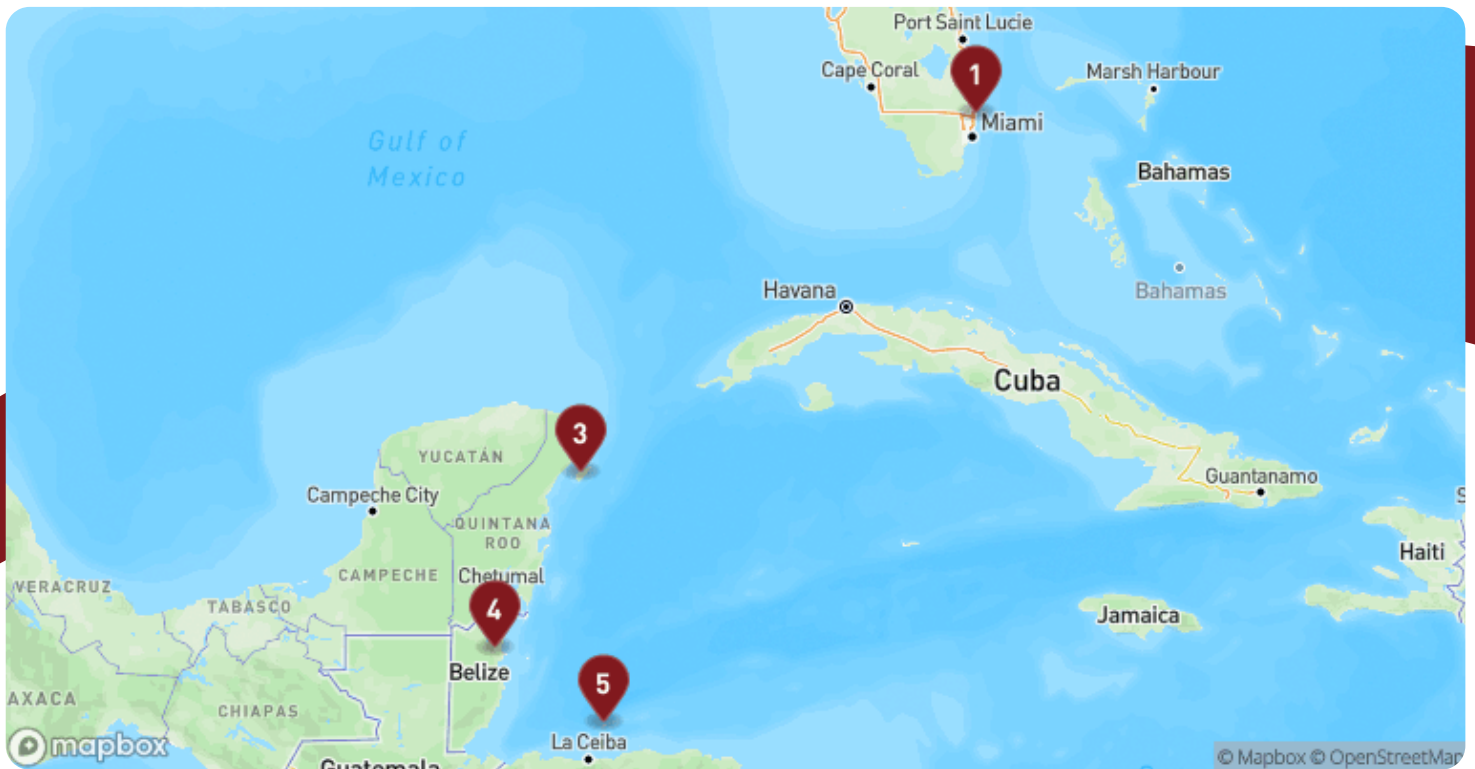 Port Saint Lucie
Cape Coral
1
Marsh Harbour
Miami
Gulf of
Mexico
Bahamas
Havana
Bahamas
Cuba
3
YUCATÁN
Campeche City
Guantanamo
QUINTANA
ROO
Haiti
CAMPECHE
Chetumal
VERACRUZ
TABASCO
4
Jamaica
Belize
5
AXACA
CHIAPAS
La Ceiba
mapbox
© Mapbox © OpenStreetMap
Guatemala